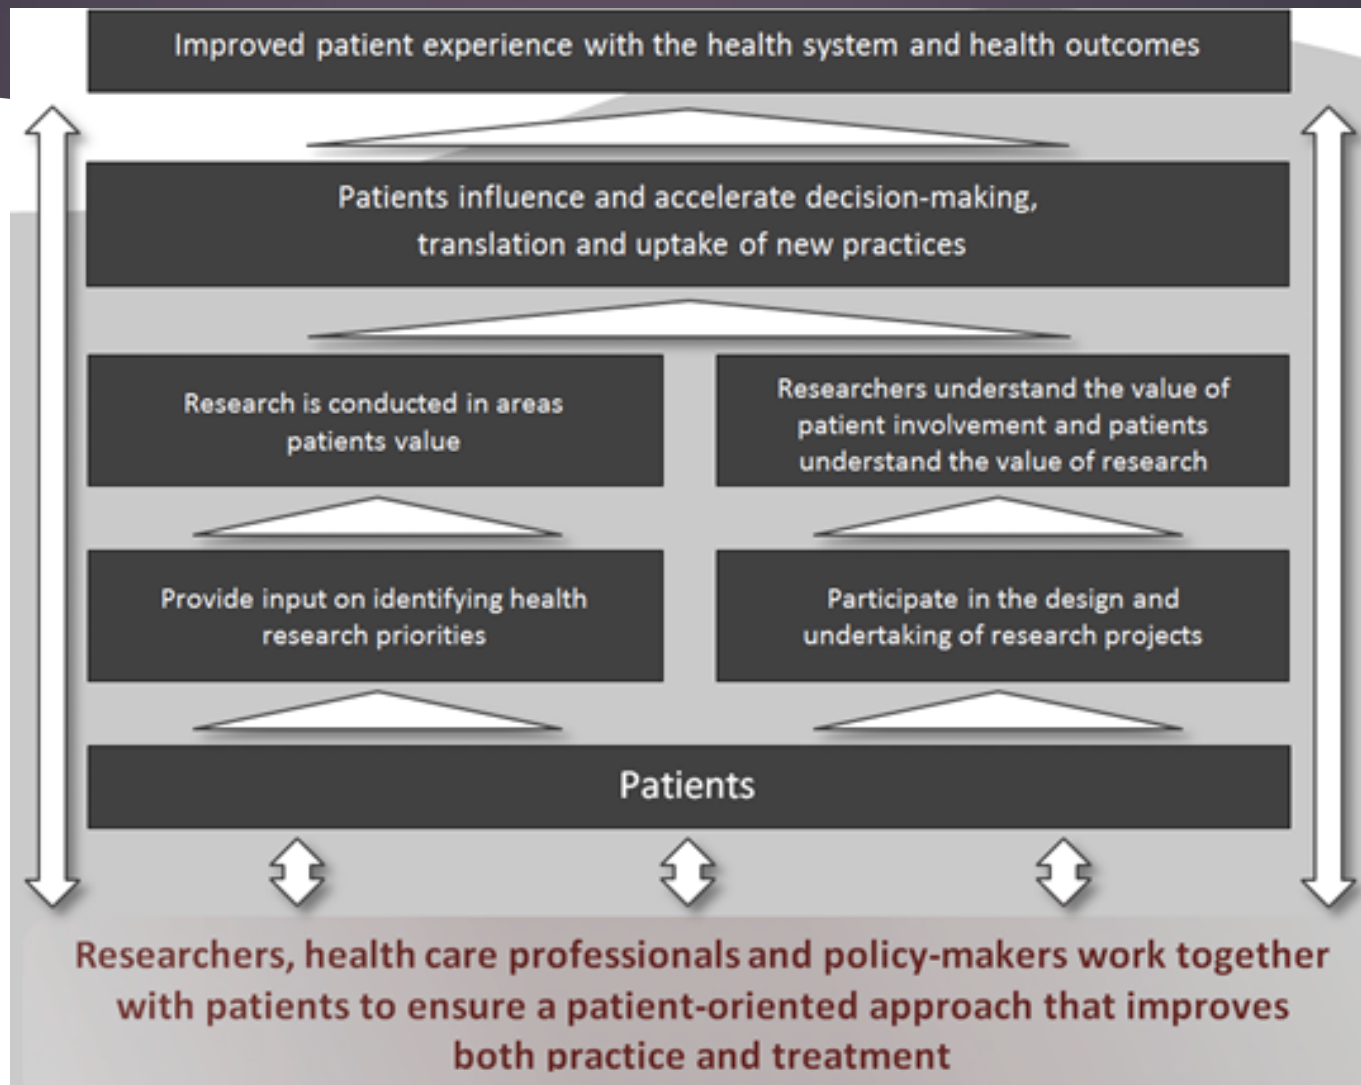 Improved patient experience with the health system and health outcomes
Patients influence and accelerate decision-making,
translation and uptake of new practices
Research is conducted in areas
patients value
Researchers understand the value of
patient involvement and patients
understand the value of research
Provide input on identifying health
research priorities
Participate in the design and
undertaking of research projects
Patients
Researchers, health care professionals and policy-makers work together
with patients to ensure a patient-oriented approach that improves
both practice and treatment